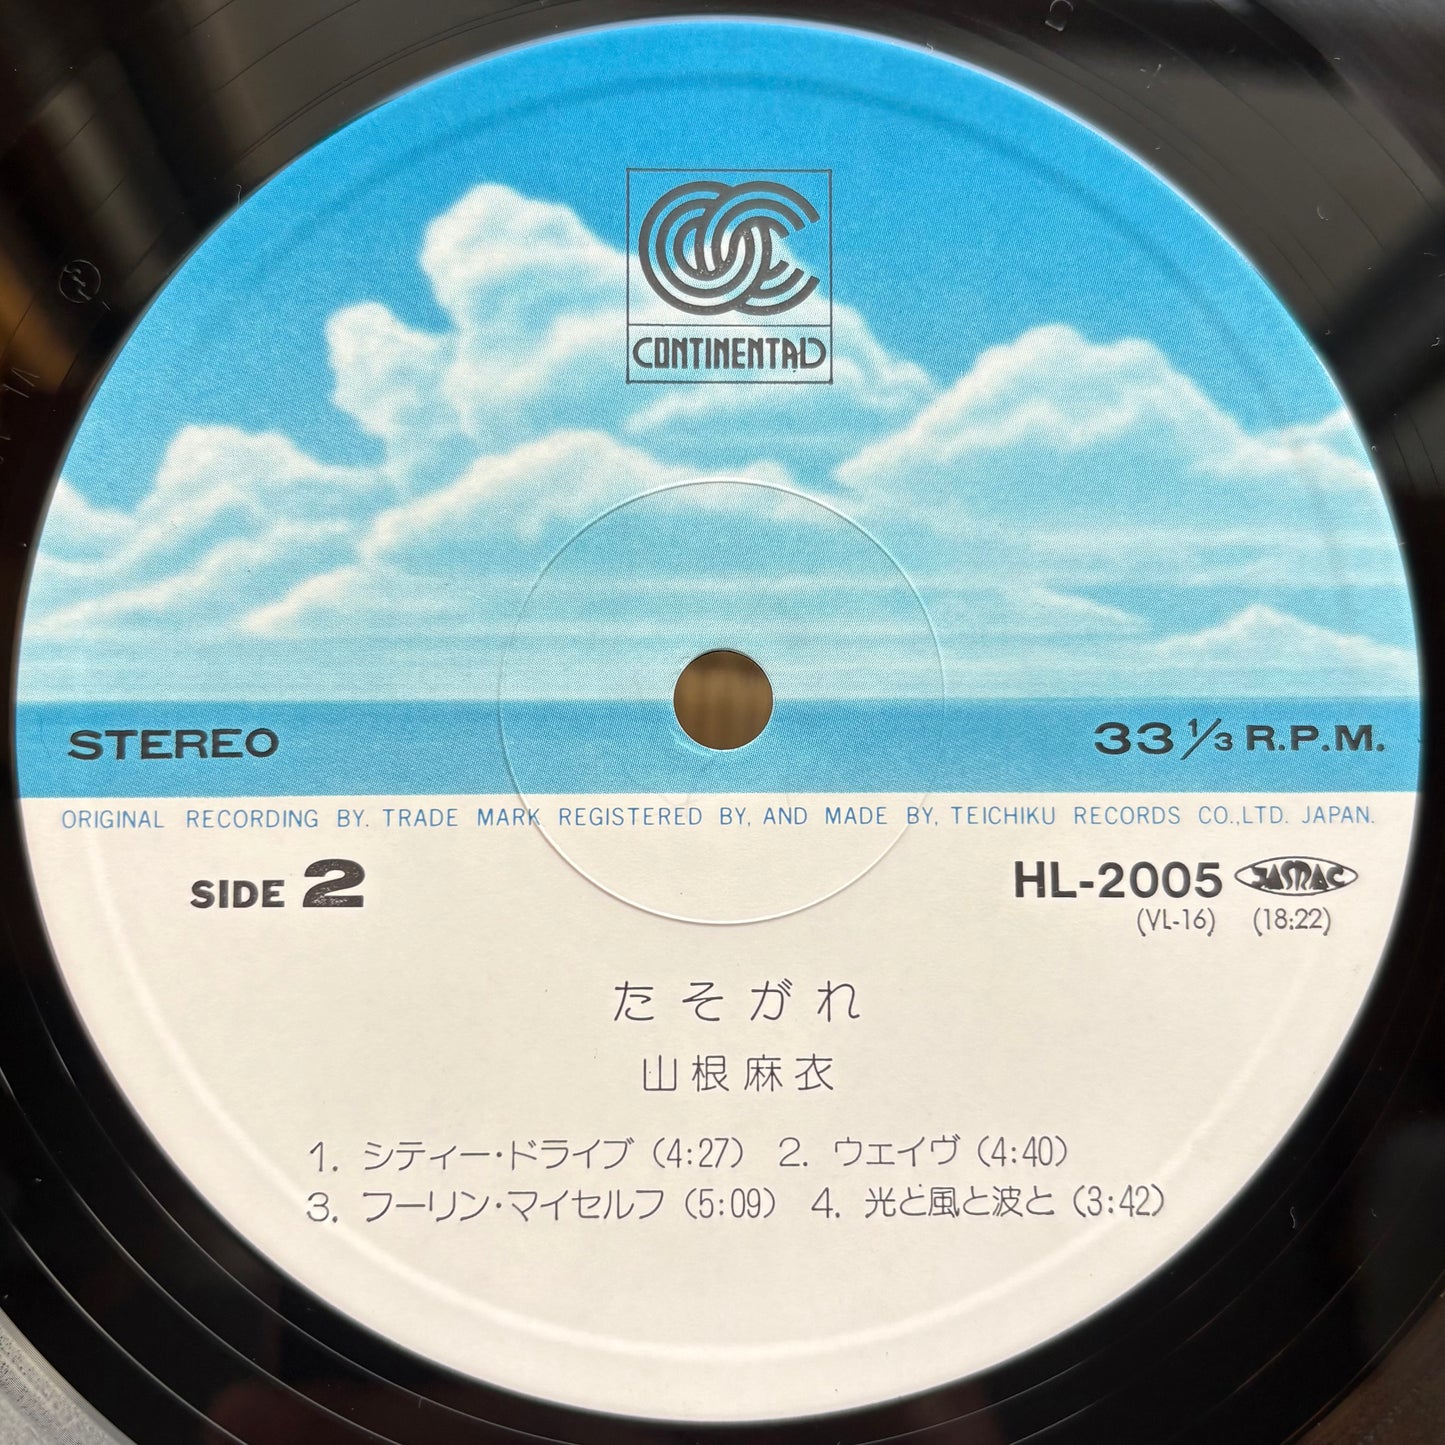 CONTINENTAL
STEREO
33 1/3 R.P.M.
ORIGINAL RECORDING BY. TRADE MARK REGISTERED BY, AND MADE BY, TEICHIKU RECORDS CO.,LTD. JAPAN.
SIDE 2
HL-2005 JASRAC
(VL-16) (18:22)
たそがれ
山根麻衣
1. シティー・ドライブ (4:27) 2. ウェイヴ (4:40)
3. フーリン・マイセルフ (5:09) 4. 光と風と波と (3:42)